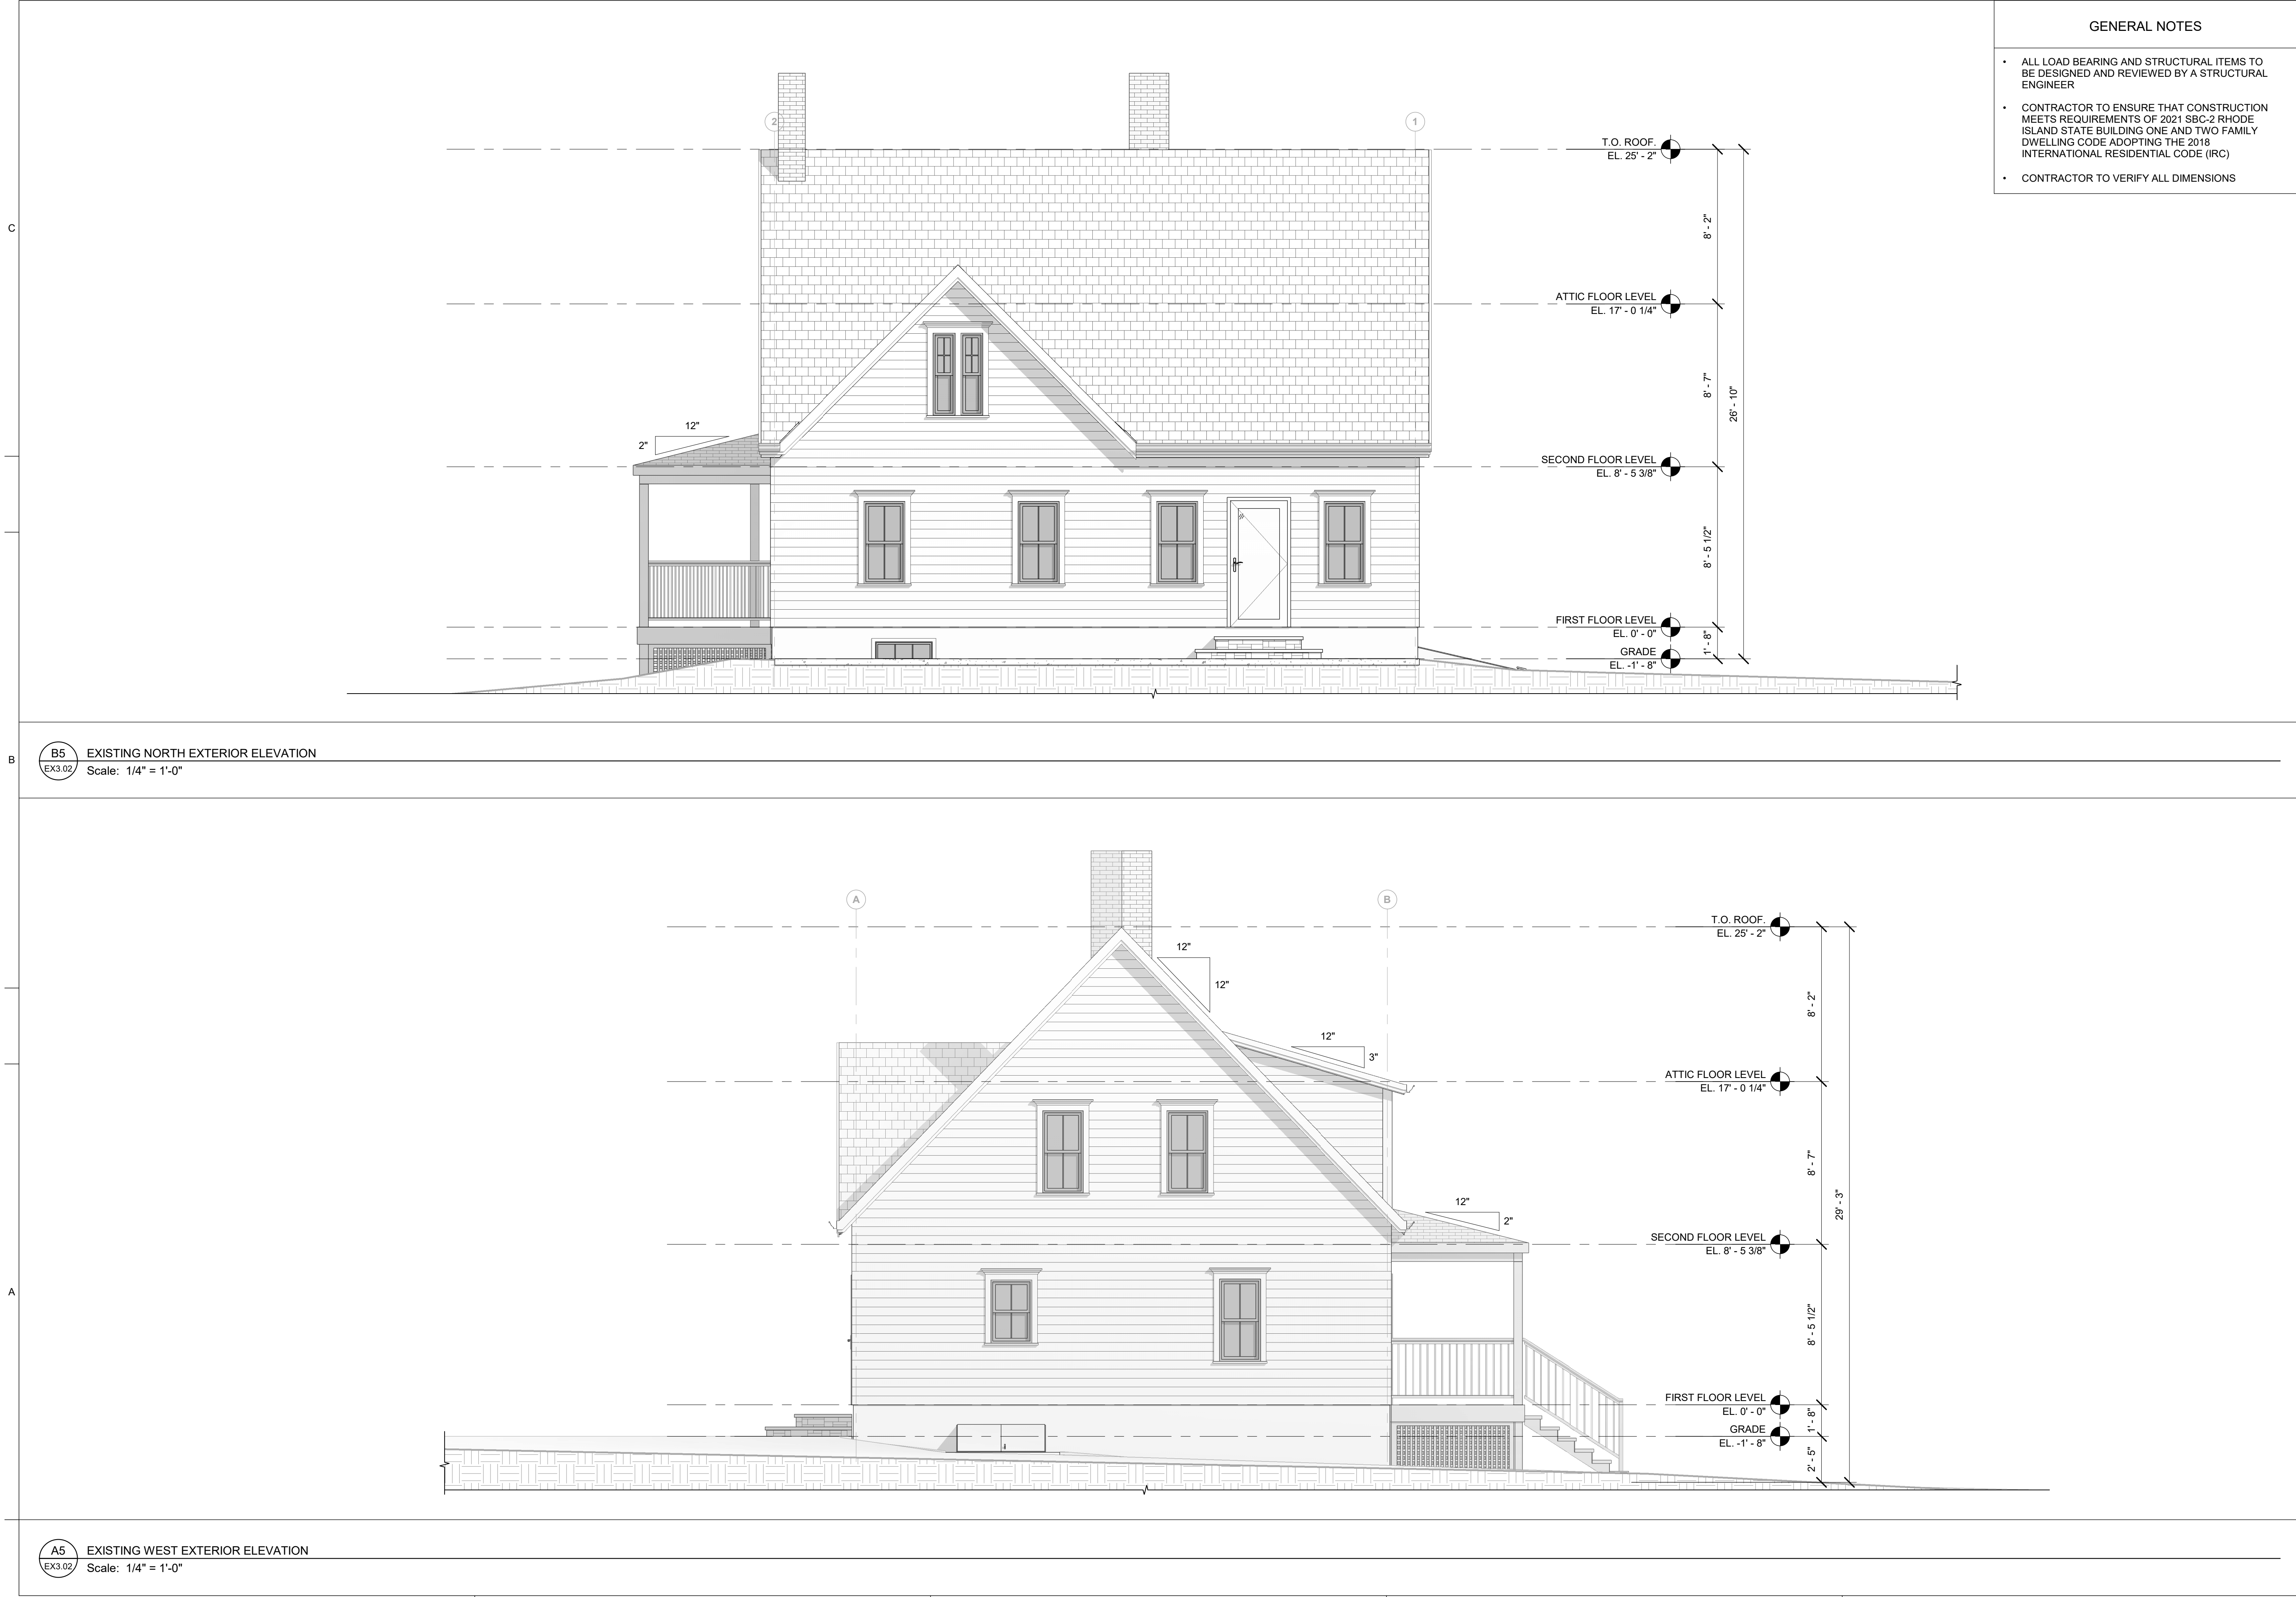 GENERAL NOTES
• ALL LOAD BEARING AND STRUCTURAL ITEMS TO
BE DESIGNED AND REVIEWED BY A STRUCTURAL
ENGINEER
• CONTRACTOR TO ENSURE THAT CONSTRUCTION
MEETS REQUIREMENTS OF 2021 SBC-2 RHODE
ISLAND STATE BUILDING ONE AND TWO FAMILY
DWELLING CODE ADOPTING THE 2018
INTERNATIONAL RESIDENTIAL CODE (IRC)
• CONTRACTOR TO VERIFY ALL DIMENSIONS
2
1
T.O. ROOF.
EL. 25' - 2"
8' - 2"
C
ATTIC FLOOR LEVEL
EL. 17' - 0 1/4"
8' - 7"
26' - 10"
12"
2"
SECOND FLOOR LEVEL
EL. 8' - 5 3/8"
8' - 5 1/2"
FIRST FLOOR LEVEL
EL. 0' - 0"
1' - 8"
GRADE
EL. -1' - 8"
B
B5
EX3.02
EXISTING NORTH EXTERIOR ELEVATION
Scale: 1/4" = 1'-0"
A
B
T.O. ROOF.
EL. 25' - 2"
12"
12"
8' - 2"
12"
3"
ATTIC FLOOR LEVEL
EL. 17' - 0 1/4"
8' - 7"
29' - 3"
12"
2"
SECOND FLOOR LEVEL
EL. 8' - 5 3/8"
A
8' - 5 1/2"
FIRST FLOOR LEVEL
EL. 0' - 0"
1' - 8"
GRADE
EL. -1' - 8"
2' - 5"
A5
EX3.02
EXISTING WEST EXTERIOR ELEVATION
Scale: 1/4" = 1'-0"